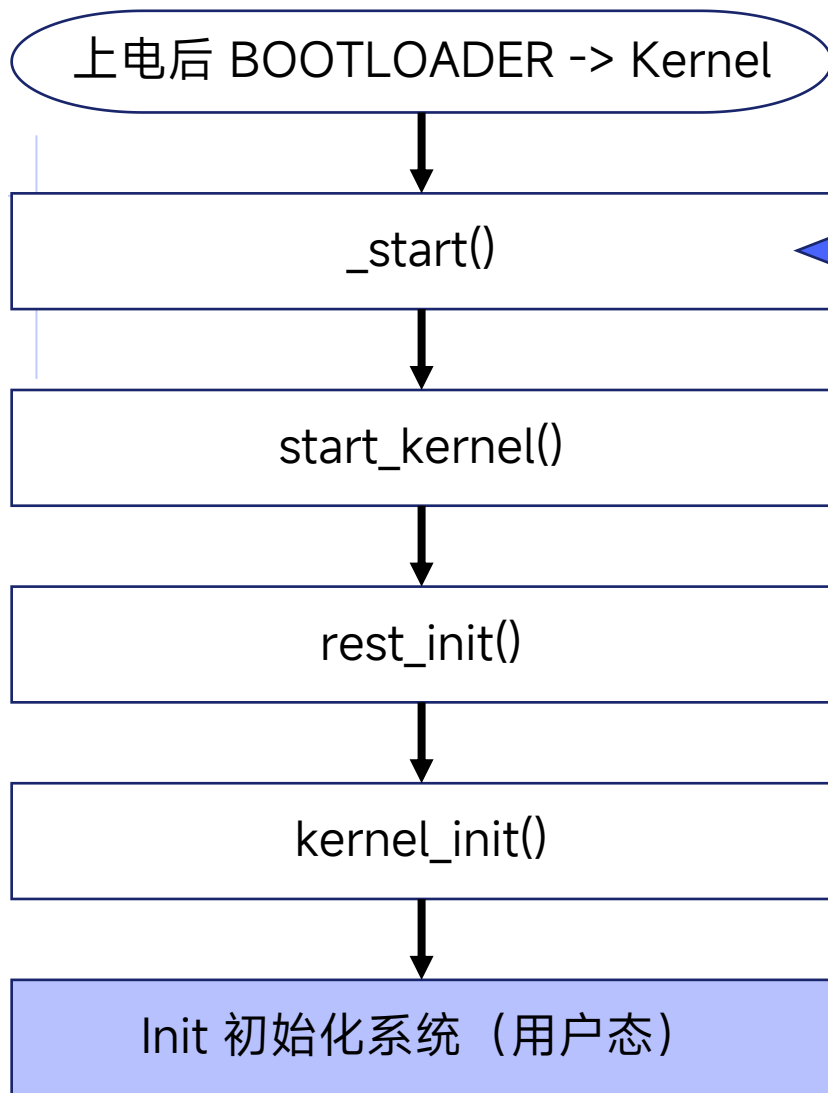 上电后 BOOTLOADER -> Kernel
_start()
start_kernel()
rest_init()
kernel_init()
Init 初始化系统（用户态）